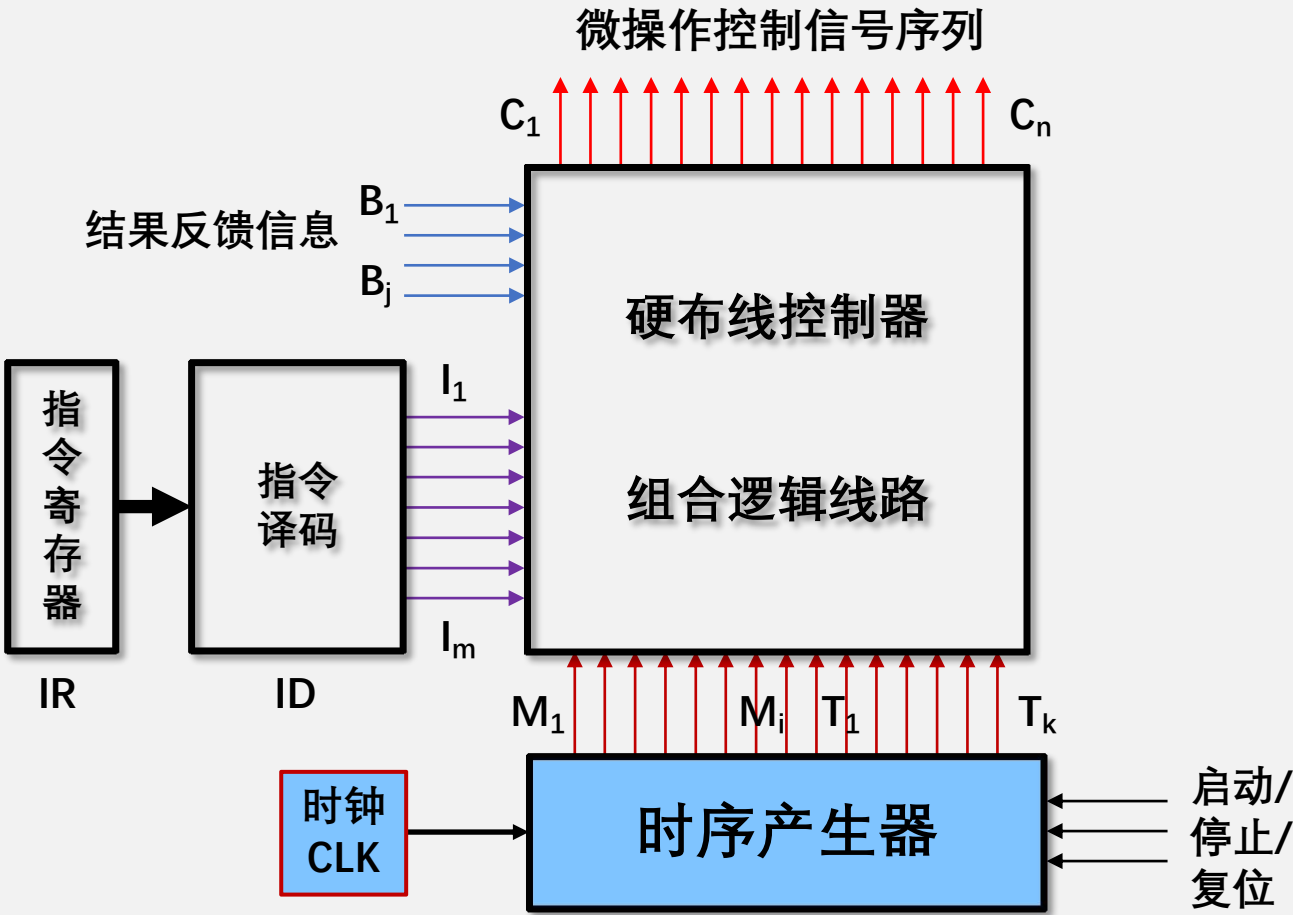 微操作控制信号序列
C₁
Cₙ
B₁
结果反馈信息
Bⱼ
硬布线控制器
组合逻辑线路
指
令
寄
存
器
指令
译码
I₁
Iₘ
IR
ID
M₁
Mᵢ
T₁
Tₖ
时钟
CLK
时序产生器
启动/
停止/
复位